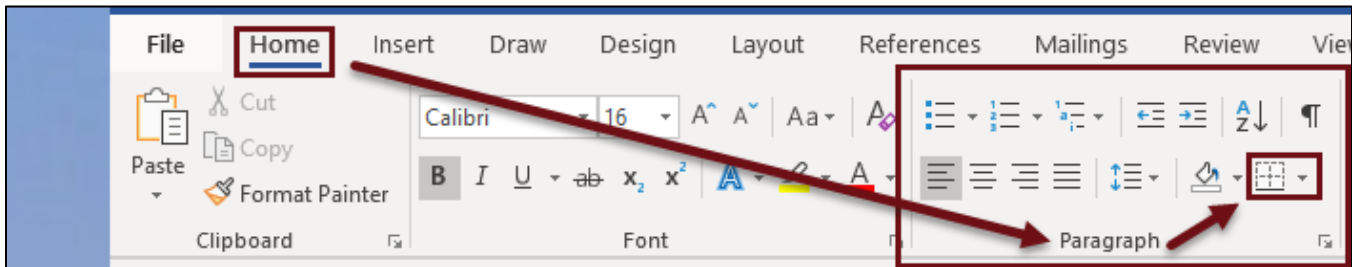 File Home Insert Draw Design Layout References Mailings Review Vie
Cut
Calibri 16 A A Aa A A Z
Copy
Paste
B I U ab x2 x2 A A
Format Painter
Clipboard Font Paragraph